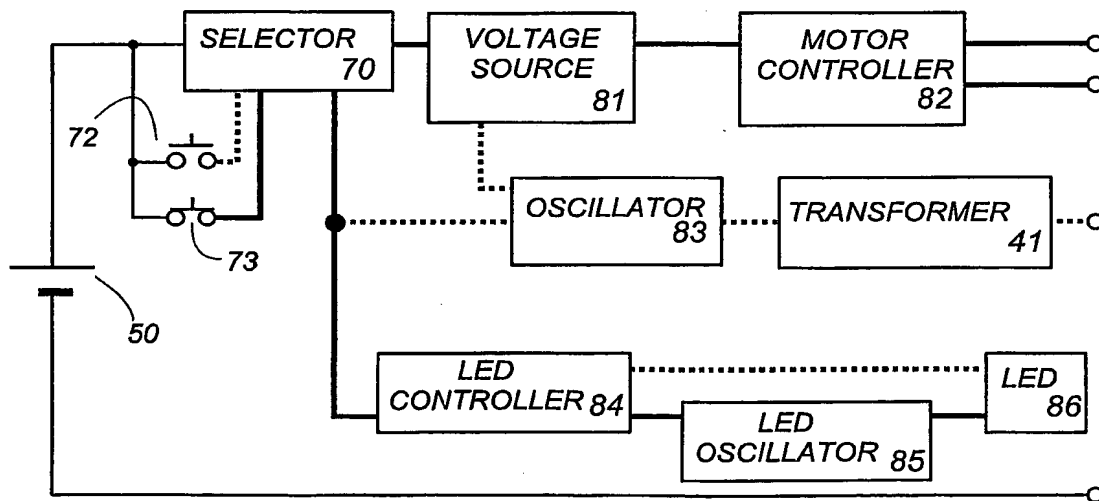 SELECTOR
70
VOLTAGE
SOURCE
81
MOTOR
CONTROLLER
82
72
73
50
OSCILLATOR
83
TRANSFORMER
41
LED
CONTROLLER 84
LED
OSCILLATOR 85
LED
86